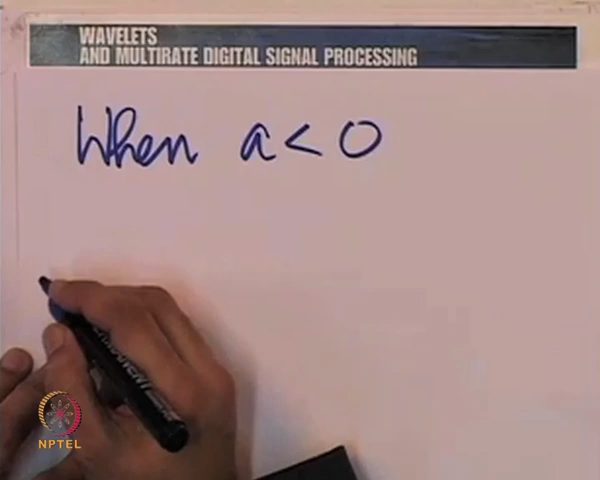 WAVELETS
AND MULTIRATE DIGITAL SIGNAL PROCESSING
When a < 0
NPTEL